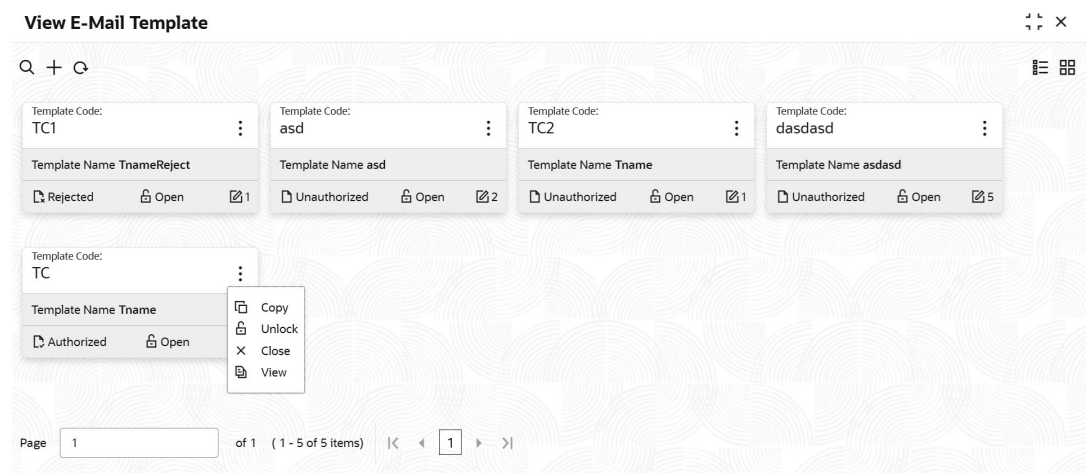 View E-Mail Template
Template Code: Template Code: Template Code: Template Code:
TC1 asd TC2 dasdasd
Template Name TnameReject Template Name asd Template Name Tname Template Name asdasd
Rejected Open 1 Unauthorized Open 2 Unauthorized Open 1 Unauthorized Open 5
Template Code:
TC
Template Name Tname
Authorized Open
Copy
Unlock
Close
View
Page 1 of 1 ( 1 - 5 of 5 items) 1